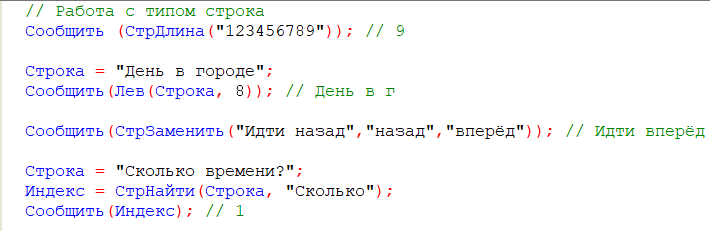 // Работа с типом строка
Сообщить (СтрДлина("123456789")); // 9
Строка = "День в городе";
Сообщить(Лев(Строка, 8)); // День в г
Сообщить(СтрЗаменить("Идти назад","назад","вперёд")); // Идти вперёд
Строка = "Сколько времени?";
Индекс = СтрНайти(Строка, "Сколько");
Сообщить(Индекс); // 1